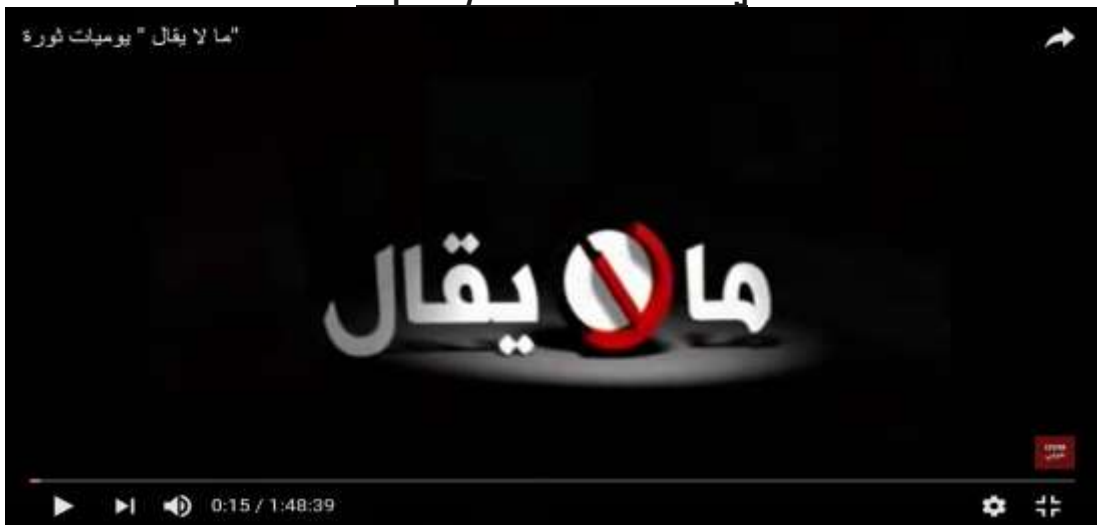 "ما لا يقال " يوميات ثورة
ما لا يقال
0:15 / 1:48:39